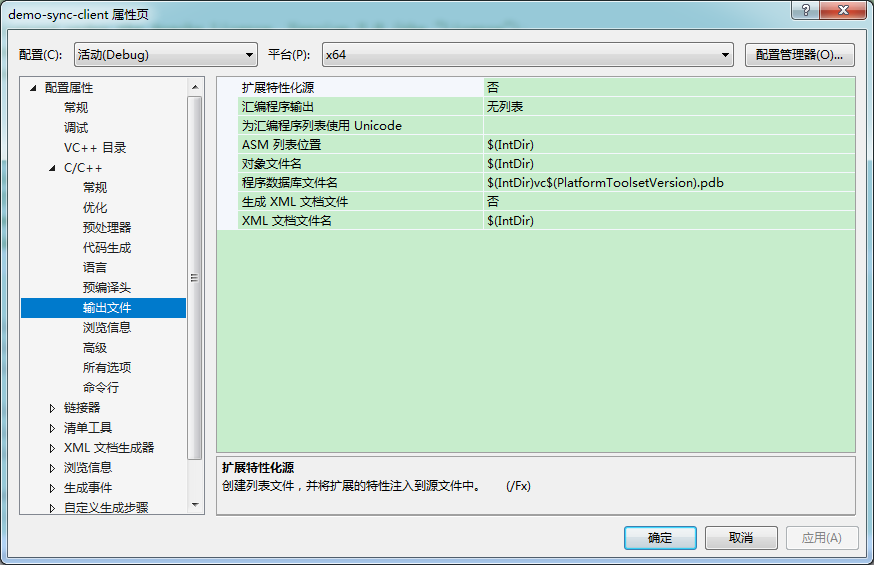 demo-sync-client 属性页
配置(C): 活动(Debug) 平台(P): x64 配置管理器(O)...
配置属性
常规
调试
VC++ 目录
C/C++
常规
优化
预处理器
代码生成
语言
预编译头
输出文件
浏览信息
高级
所有选项
命令行
链接器
清单工具
XML 文档生成器
浏览信息
生成事件
自定义生成步骤
扩展特性化源 否
汇编程序输出 无列表
为汇编程序列表使用 Unicode
ASM 列表位置 $(IntDir)
对象文件名 $(IntDir)
程序数据库文件名 $(IntDir)vc$(PlatformToolsetVersion).pdb
生成 XML 文档文件 否
XML 文档文件名 $(IntDir)
扩展特性化源
创建列表文件，并将扩展的特性注入到源文件中。 (/Fx)
确定 取消 应用(A)